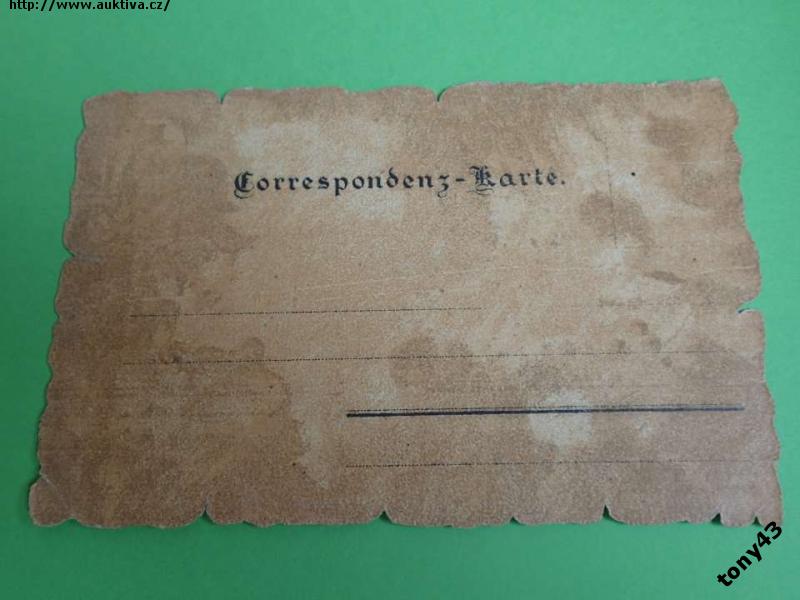 http://www.auktiva.cz/
Correspondenz-Karte.
tony43